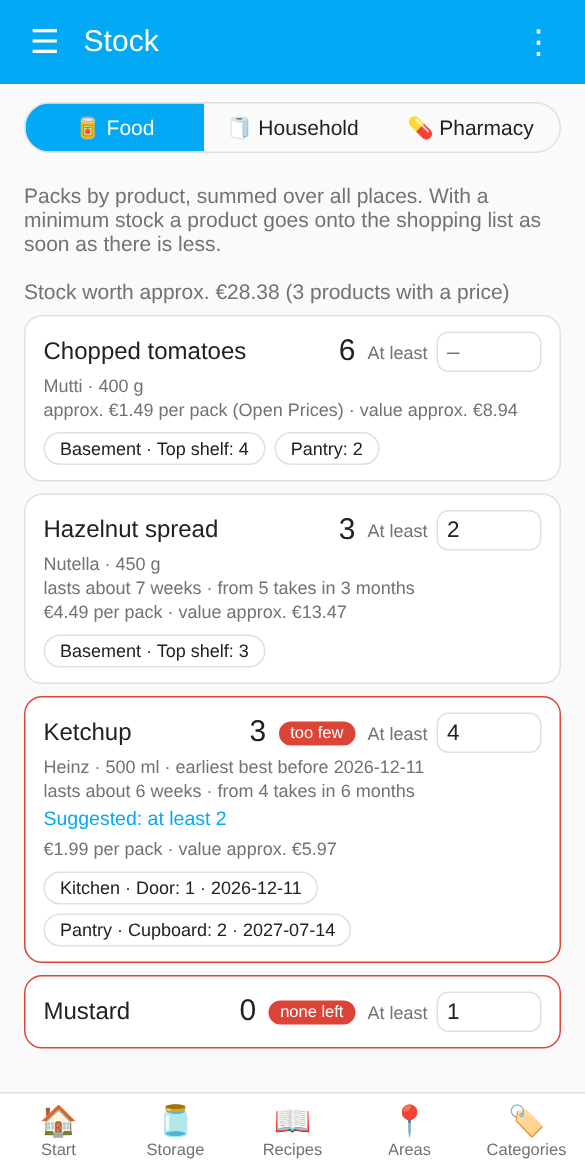 ☰ Stock ⋮
🥫 Food 🧻 Household 💊 Pharmacy
Packs by product, summed over all places. With a
minimum stock a product goes onto the shopping list as
soon as there is less.
Stock worth approx. €28.38 (3 products with a price)
Chopped tomatoes 6 At least –
Mutti · 400 g
approx. €1.49 per pack (Open Prices) · value approx. €8.94
Basement · Top shelf: 4 Pantry: 2
Hazelnut spread 3 At least 2
Nutella · 450 g
lasts about 7 weeks · from 5 takes in 3 months
€4.49 per pack · value approx. €13.47
Basement · Top shelf: 3
Ketchup 3 too few At least 4
Heinz · 500 ml · earliest best before 2026-12-11
lasts about 6 weeks · from 4 takes in 6 months
Suggested: at least 2
€1.99 per pack · value approx. €5.97
Kitchen · Door: 1 · 2026-12-11
Pantry · Cupboard: 2 · 2027-07-14
Mustard 0 none left At least 1
Start Storage Recipes Areas Categories